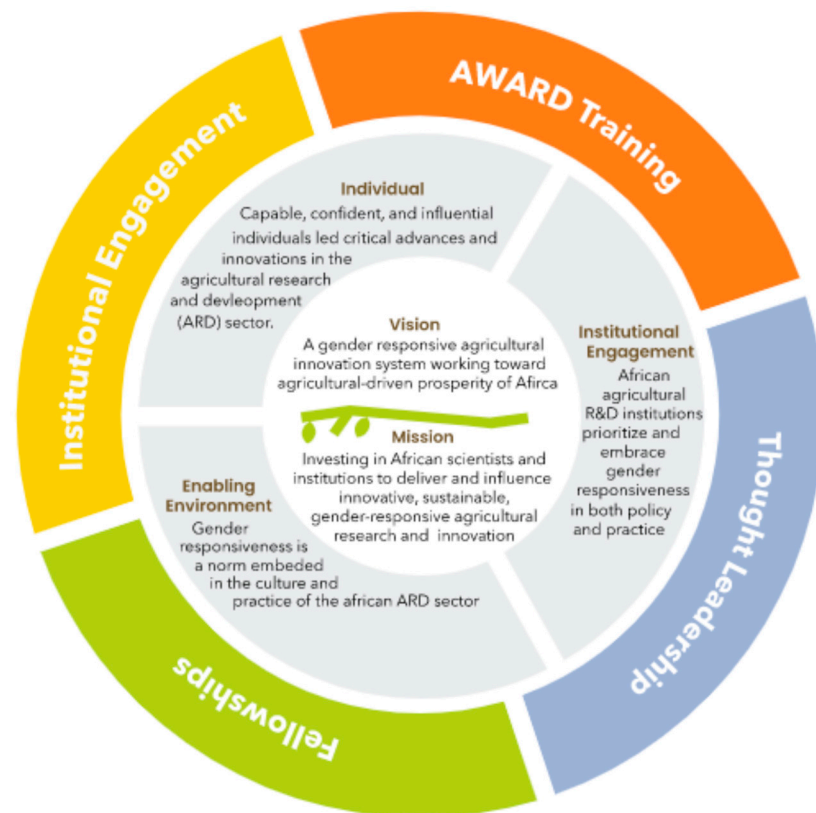 AWARD Training
Institutional Engagement
Thought Leadership
Fellowships
Individual
Capable, confident, and influential
individuals led critical advances and
innovations in the
agricultural research
and devleopment
(ARD) sector.
Institutional
Engagement
African
agricultural
R&D institutions
prioritize and
embrace
gender
responsiveness
in both policy
and practice
Enabling
Environment
Gender
responsiveness is
a norm embeded
in the culture and
practice of the african ARD sector
Vision
A gender responsive agricultural
innovation system working toward
agricultural-driven prosperity of Afirca
Mission
Investing in African scientists and
institutions to deliver and influence
innovative, sustainable,
gender-responsive agricultural
research and innovation